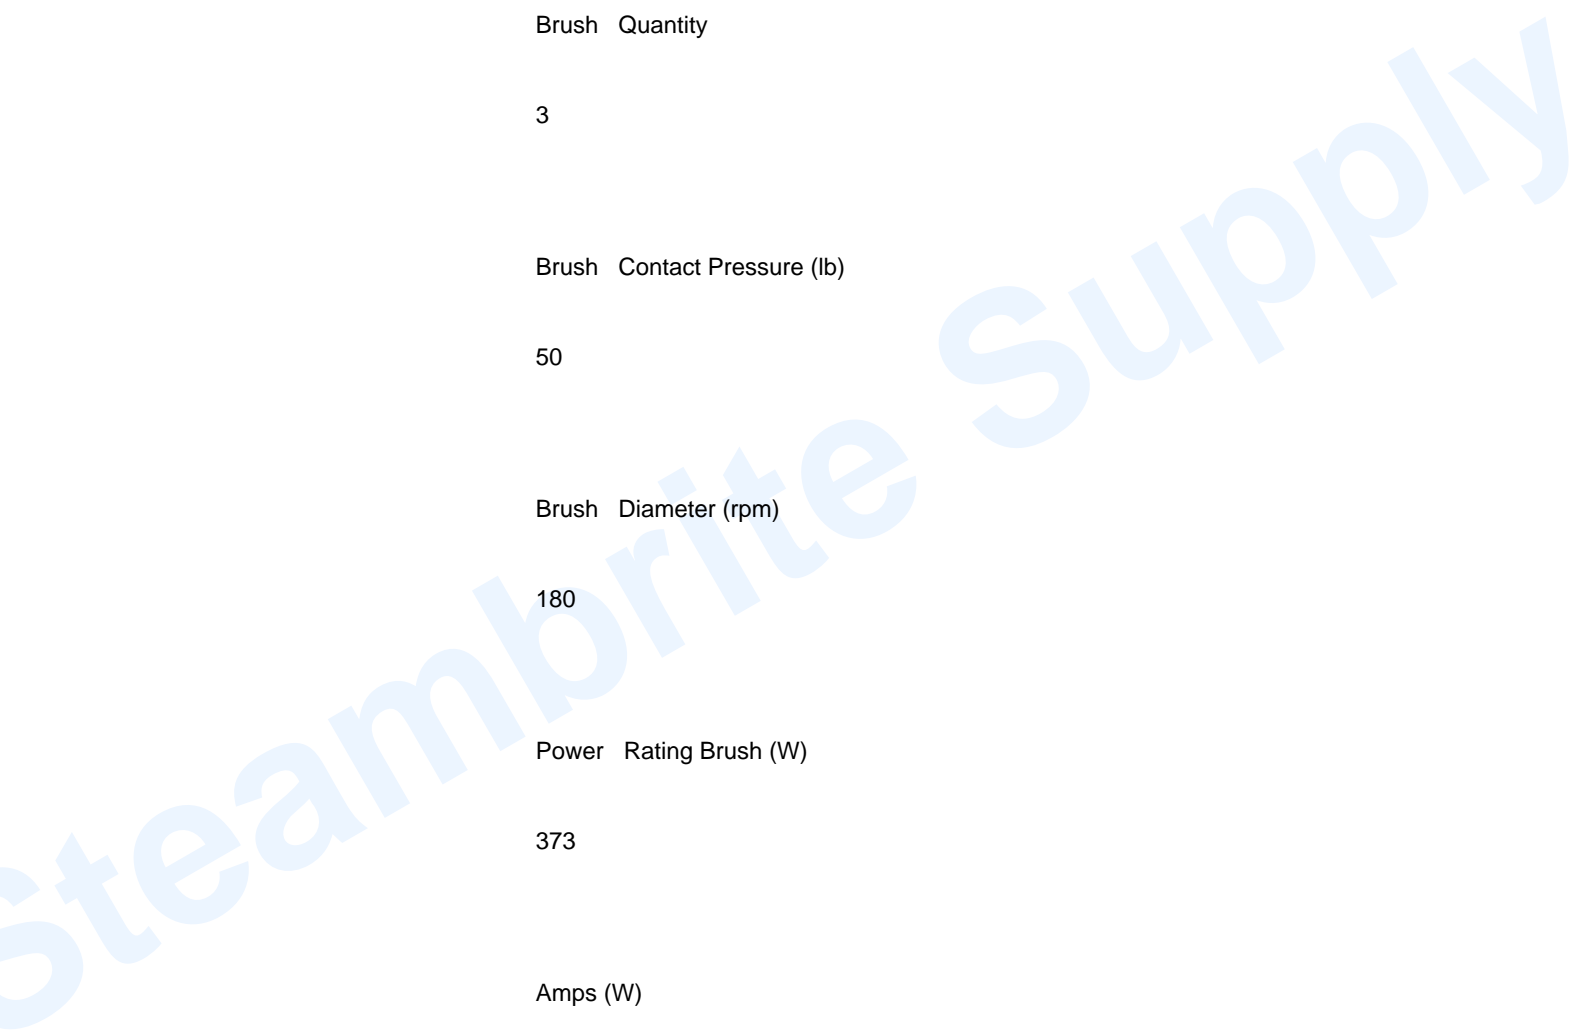 Brush Quantity
3
Brush Contact Pressure (lb)
50
Brush Diameter (rpm)
180
Power Rating Brush (W)
373
Amps (W)
Steambrite Supply